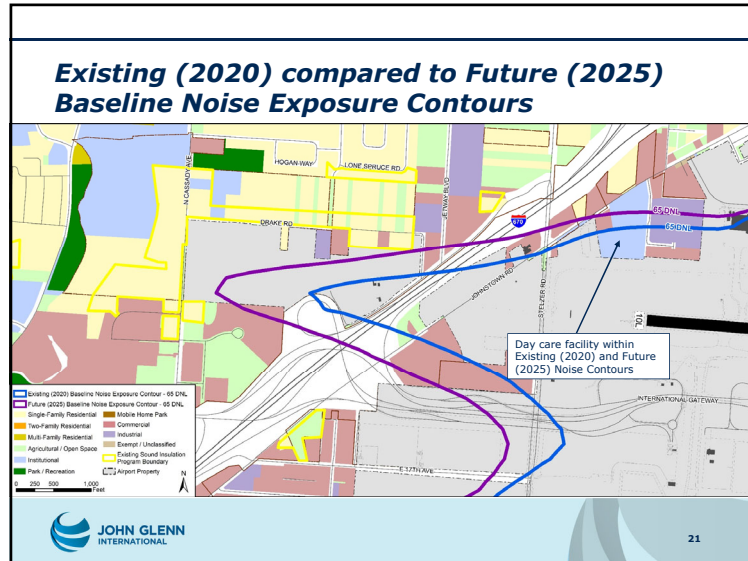 Existing (2020) compared to Future (2025)
Baseline Noise Exposure Contours
HOGAN WAY
LONE SPRUCE RD
N CASSADY AVE
DRAKE RD
JETWAY BLVD
670
65 DNL
65 DNL
JOHNSTOWN RD
STELZER RD
10L
Day care facility within
Existing (2020) and Future
(2025) Noise Contours
INTERNATIONAL GATEWAY
E 17TH AVE
Existing (2020) Baseline Noise Exposure Contour - 65 DNL
Future (2025) Baseline Noise Exposure Contour - 65 DNL
Single-Family Residential
Two-Family Residential
Multi-Family Residential
Agricultural / Open Space
Institutional
Park / Recreation
Mobile Home Park
Commercial
Industrial
Exempt / Unclassified
Existing Sound Insulation
Program Boundary
Airport Property
0 250 500 1,000
Feet
N
JOHN GLENN
INTERNATIONAL
21